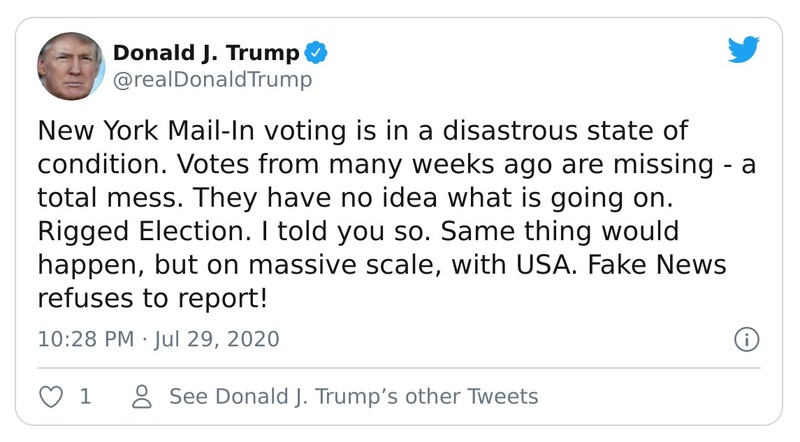 Donald J. Trump
@realDonaldTrump
New York Mail-In voting is in a disastrous state of
condition. Votes from many weeks ago are missing - a
total mess. They have no idea what is going on.
Rigged Election. I told you so. Same thing would
happen, but on massive scale, with USA. Fake News
refuses to report!
10:28 PM · Jul 29, 2020
1 See Donald J. Trump’s other Tweets